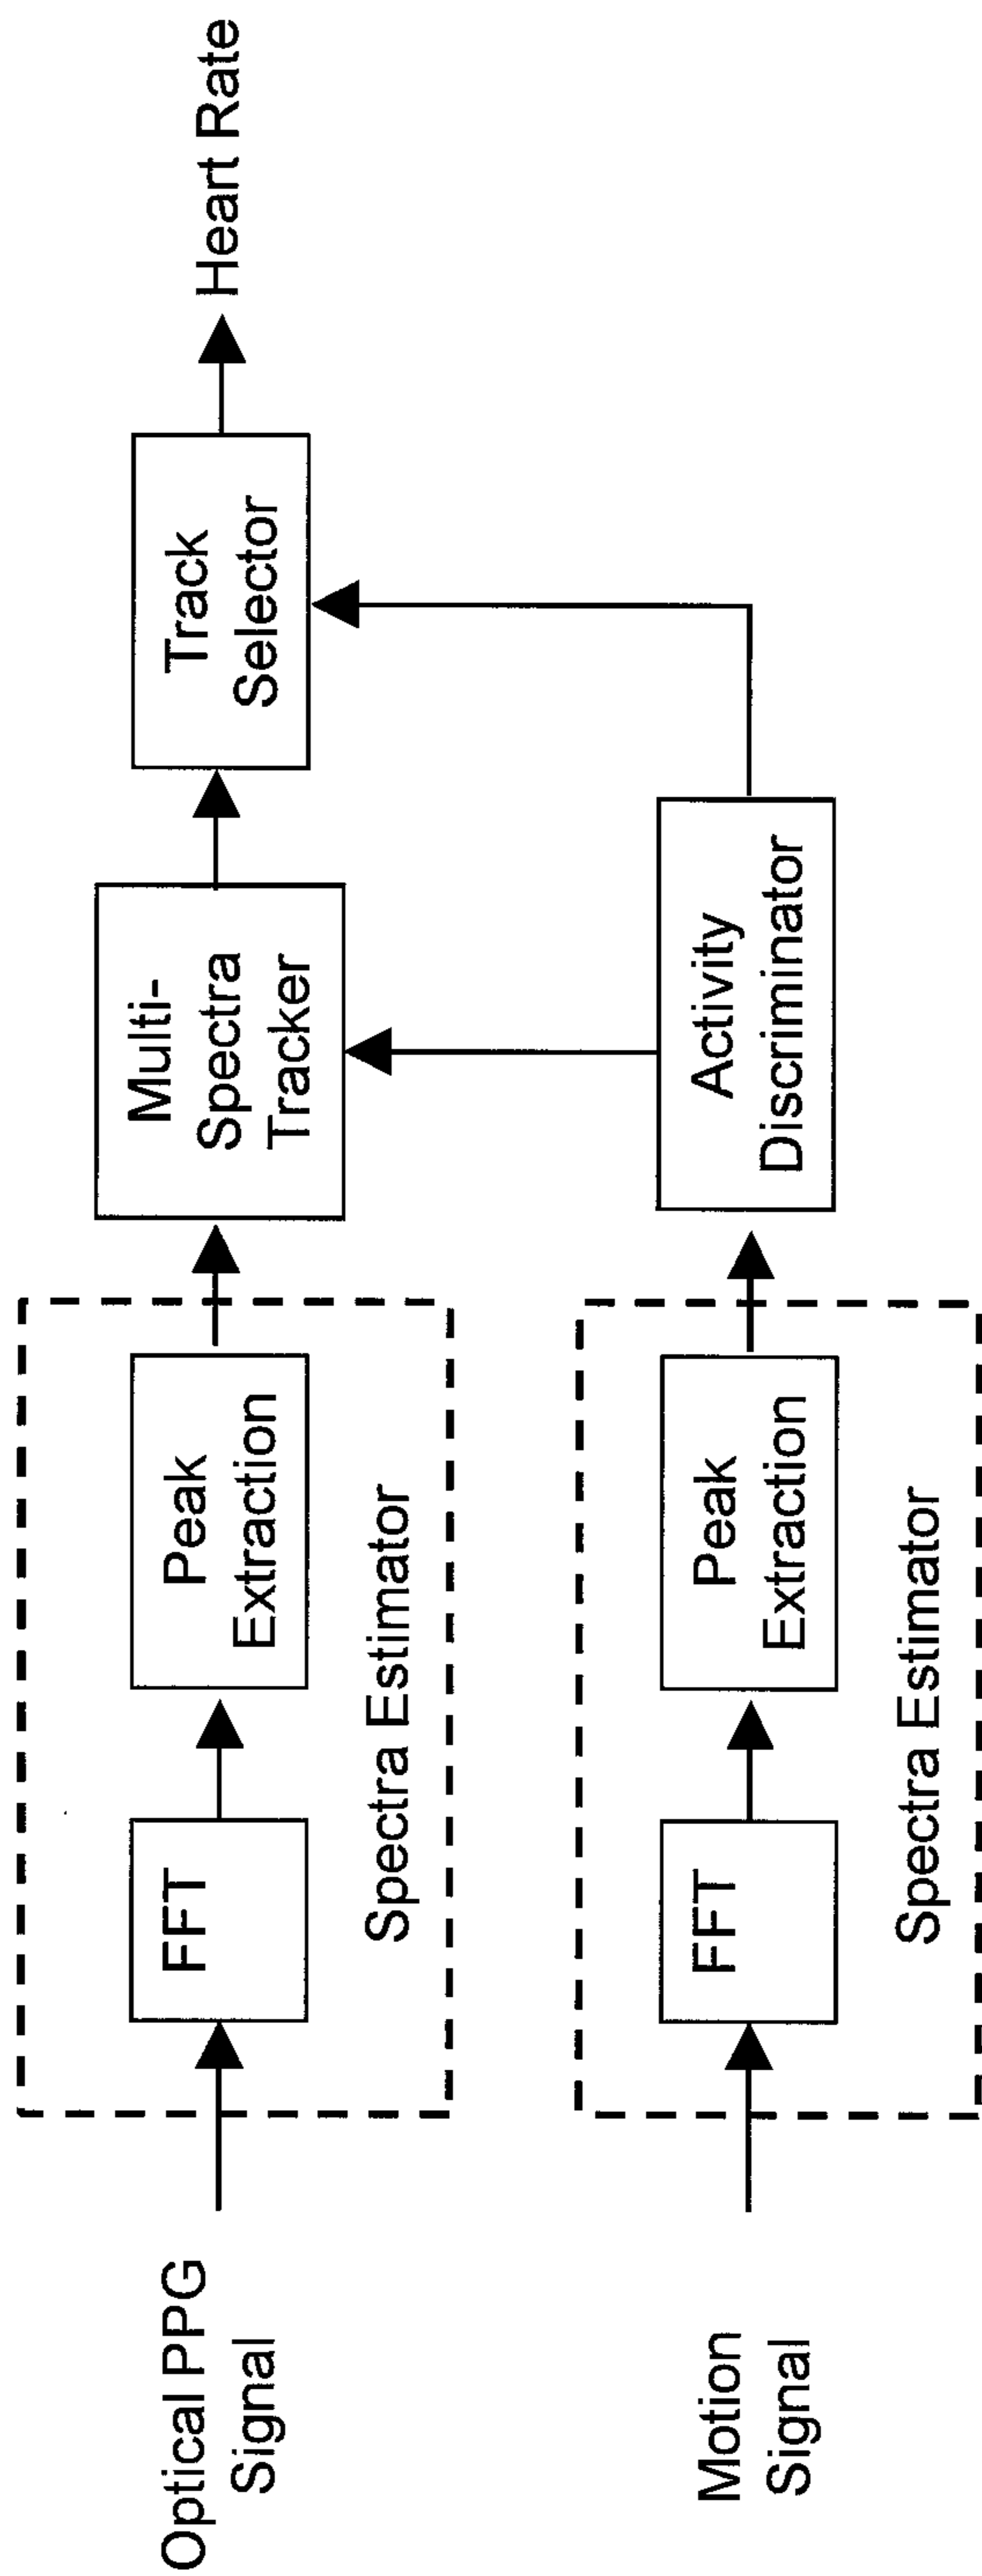 Optical PPG
Signal
FFT
Peak
Extraction
Spectra Estimator
Multi-
Spectra
Tracker
Track
Selector
Heart Rate
Motion
Signal
FFT
Peak
Extraction
Spectra Estimator
Activity
Discriminator